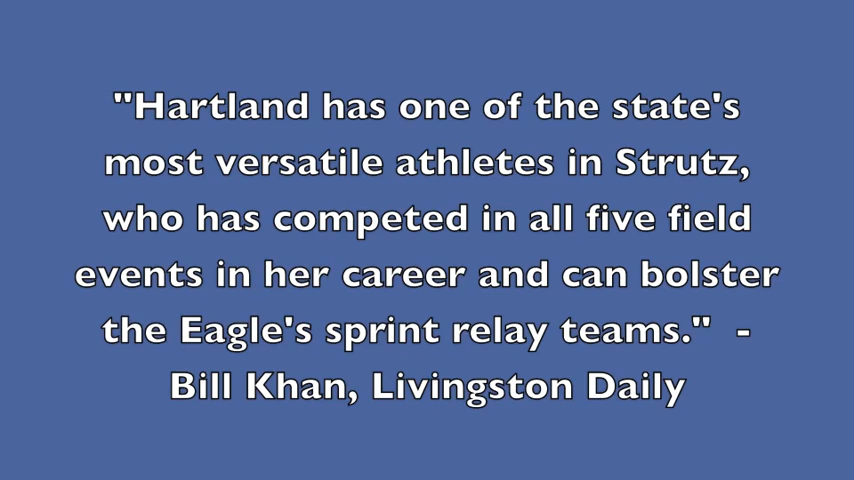 "Hartland has one of the state's
most versatile athletes in Strutz,
who has competed in all five field
events in her career and can bolster
the Eagle's sprint relay teams."  -
Bill Khan, Livingston Daily